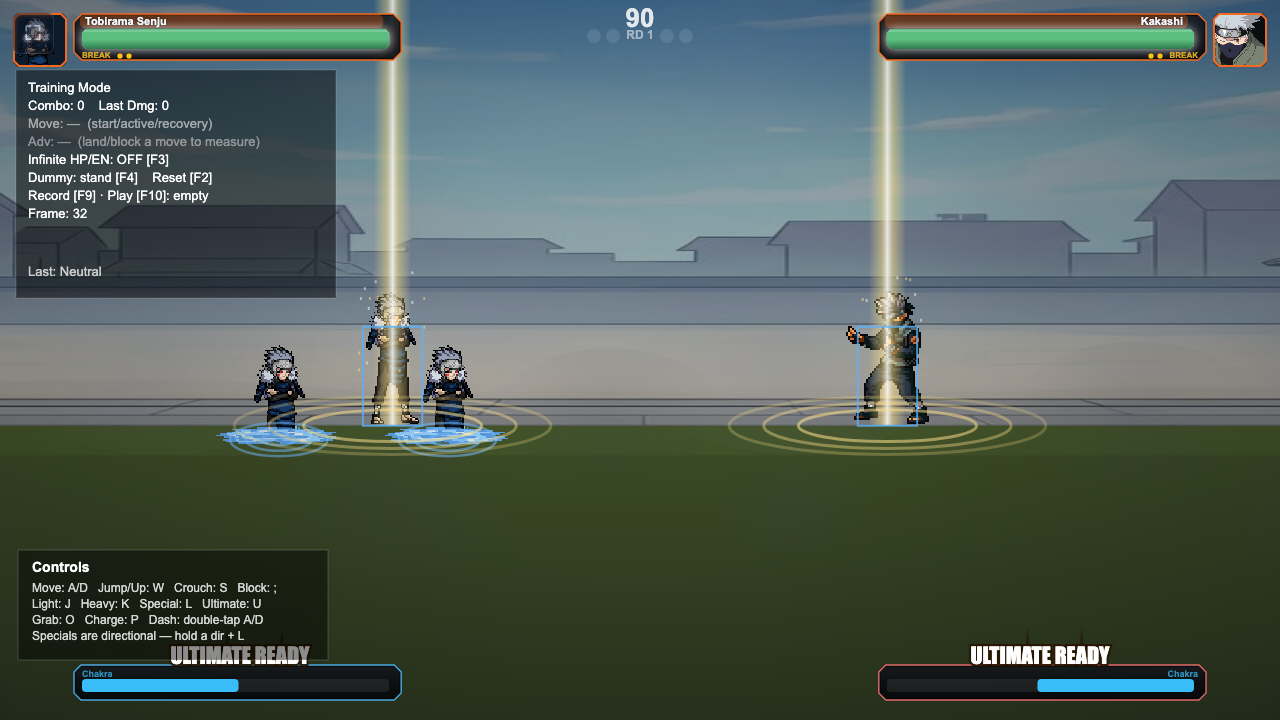 Tobirama Senju
BREAK
90
RD 1
Kakashi
BREAK
Training Mode
Combo: 0 Last Dmg: 0
Move: — (start/active/recovery)
Adv: — (land/block a move to measure)
Infinite HP/EN: OFF [F3]
Dummy: stand [F4] Reset [F2]
Record [F9] · Play [F10]: empty
Frame: 32
Last: Neutral
Controls
Move: A/D Jump/Up: W Crouch: S Block: ;
Light: J Heavy: K Special: L Ultimate: U
Grab: O Charge: P Dash: double-tap A/D
Specials are directional — hold a dir + L
ULTIMATE READY
Chakra
ULTIMATE READY
Chakra